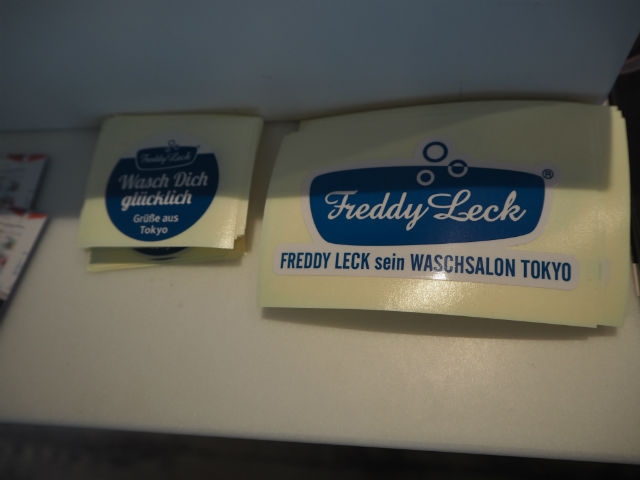 Freddy Leck
Wasch Dich
glücklich
Grüße aus
Tokyo
Freddy Leck ®
FREDDY LECK sein WASCHSALON TOKYO